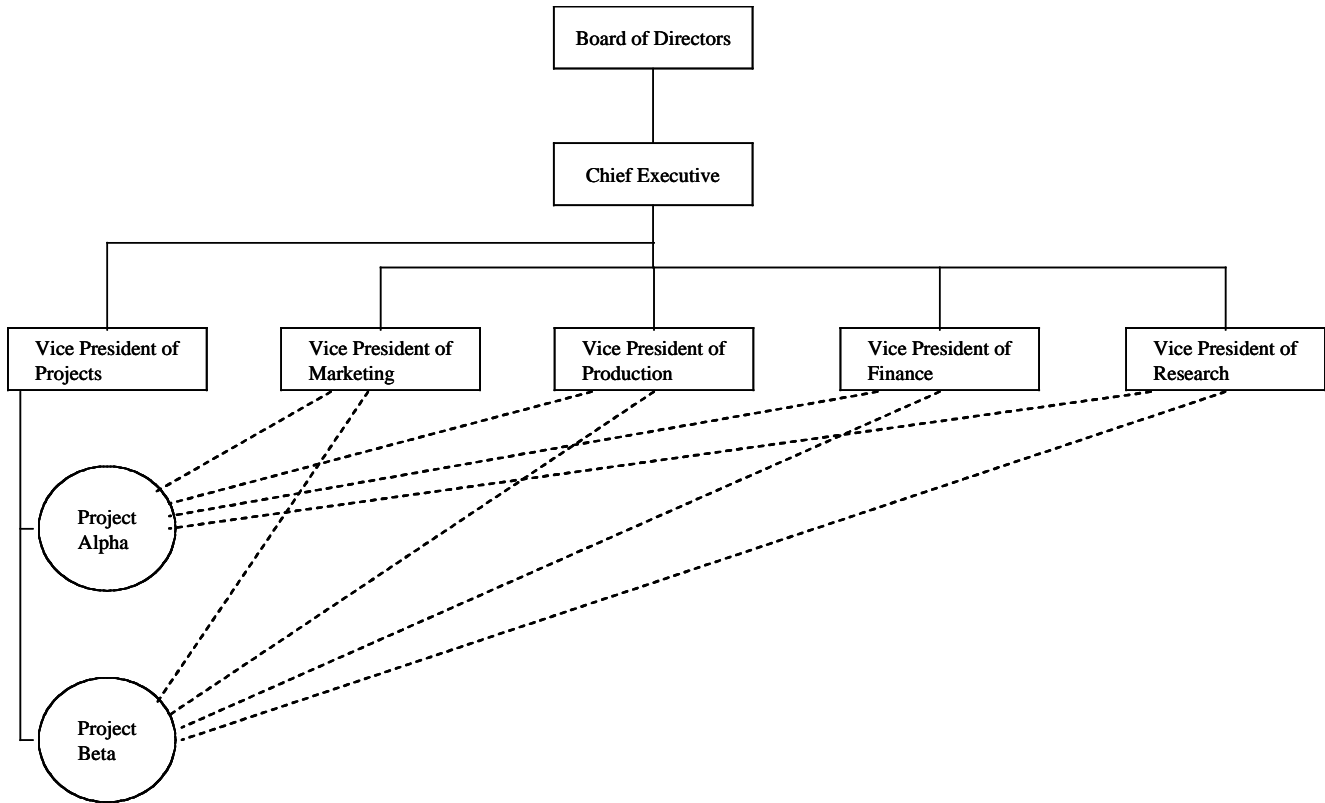 Board of Directors
Chief Executive
Vice President of
Projects
Vice President of
Marketing
Vice President of
Production
Vice President of
Finance
Vice President of
Research
Project
Alpha
Project
Beta